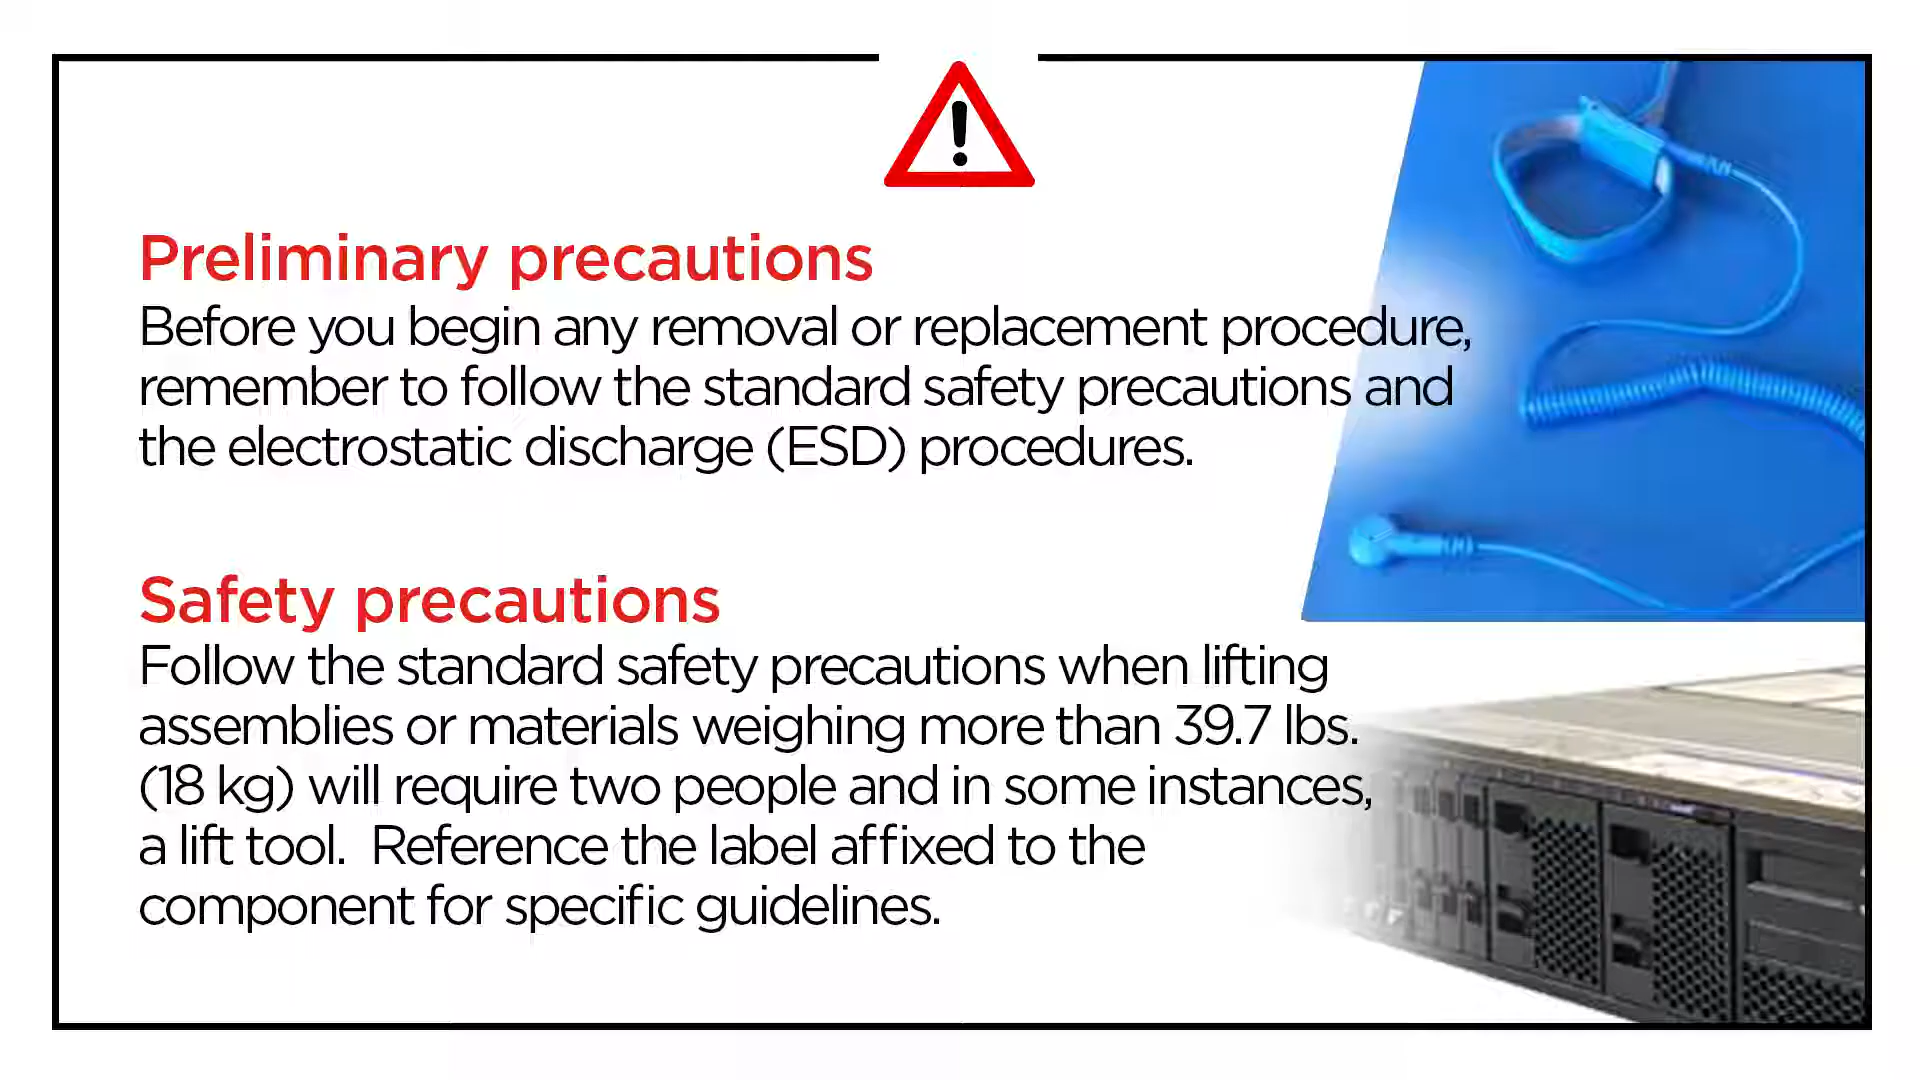 Preliminary precautions
Before you begin any removal or replacement procedure,
remember to follow the standard safety precautions and
the electrostatic discharge (ESD) procedures.
Safety precautions
Follow the standard safety precautions when lifting
assemblies or materials weighing more than 39.7 lbs.
(18 kg) will require two people and in some instances,
a lift tool.  Reference the label affixed to the
component for specific guidelines.